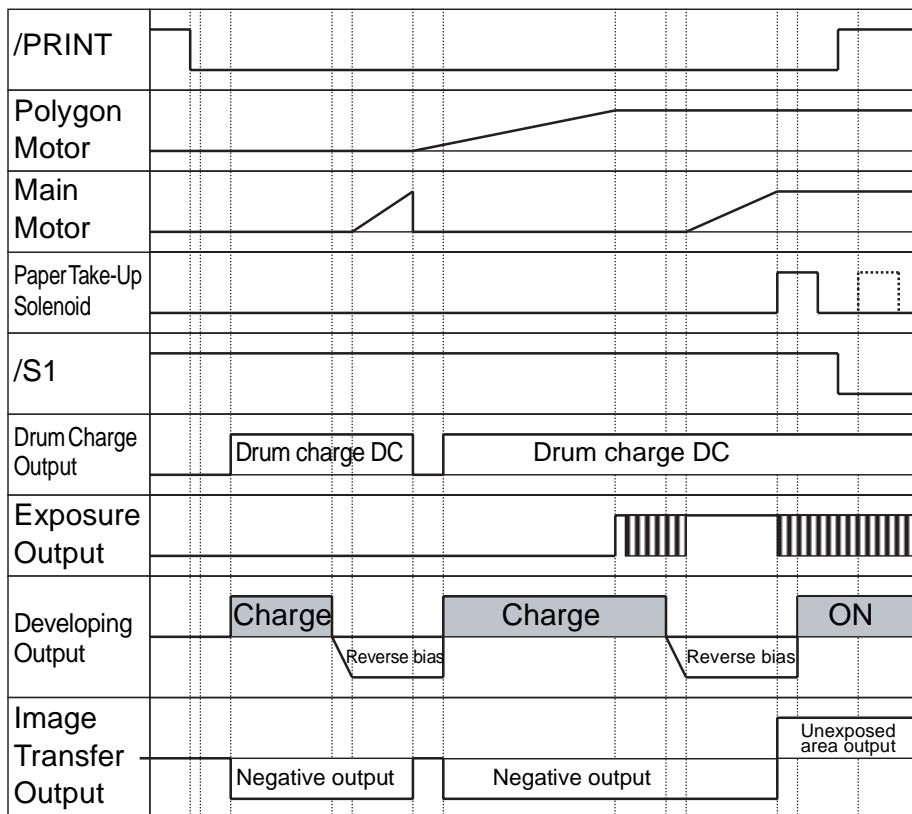 /PRINT
Polygon
Motor
Main
Motor
Paper Take-Up
Solenoid
/S1
Drum Charge
Output
Drum charge DC
Drum charge DC
Exposure
Output
Developing
Output
Charge
Reverse bias
Charge
Reverse bias
ON
Image
Transfer
Output
Negative output
Negative output
Unexposed
area output